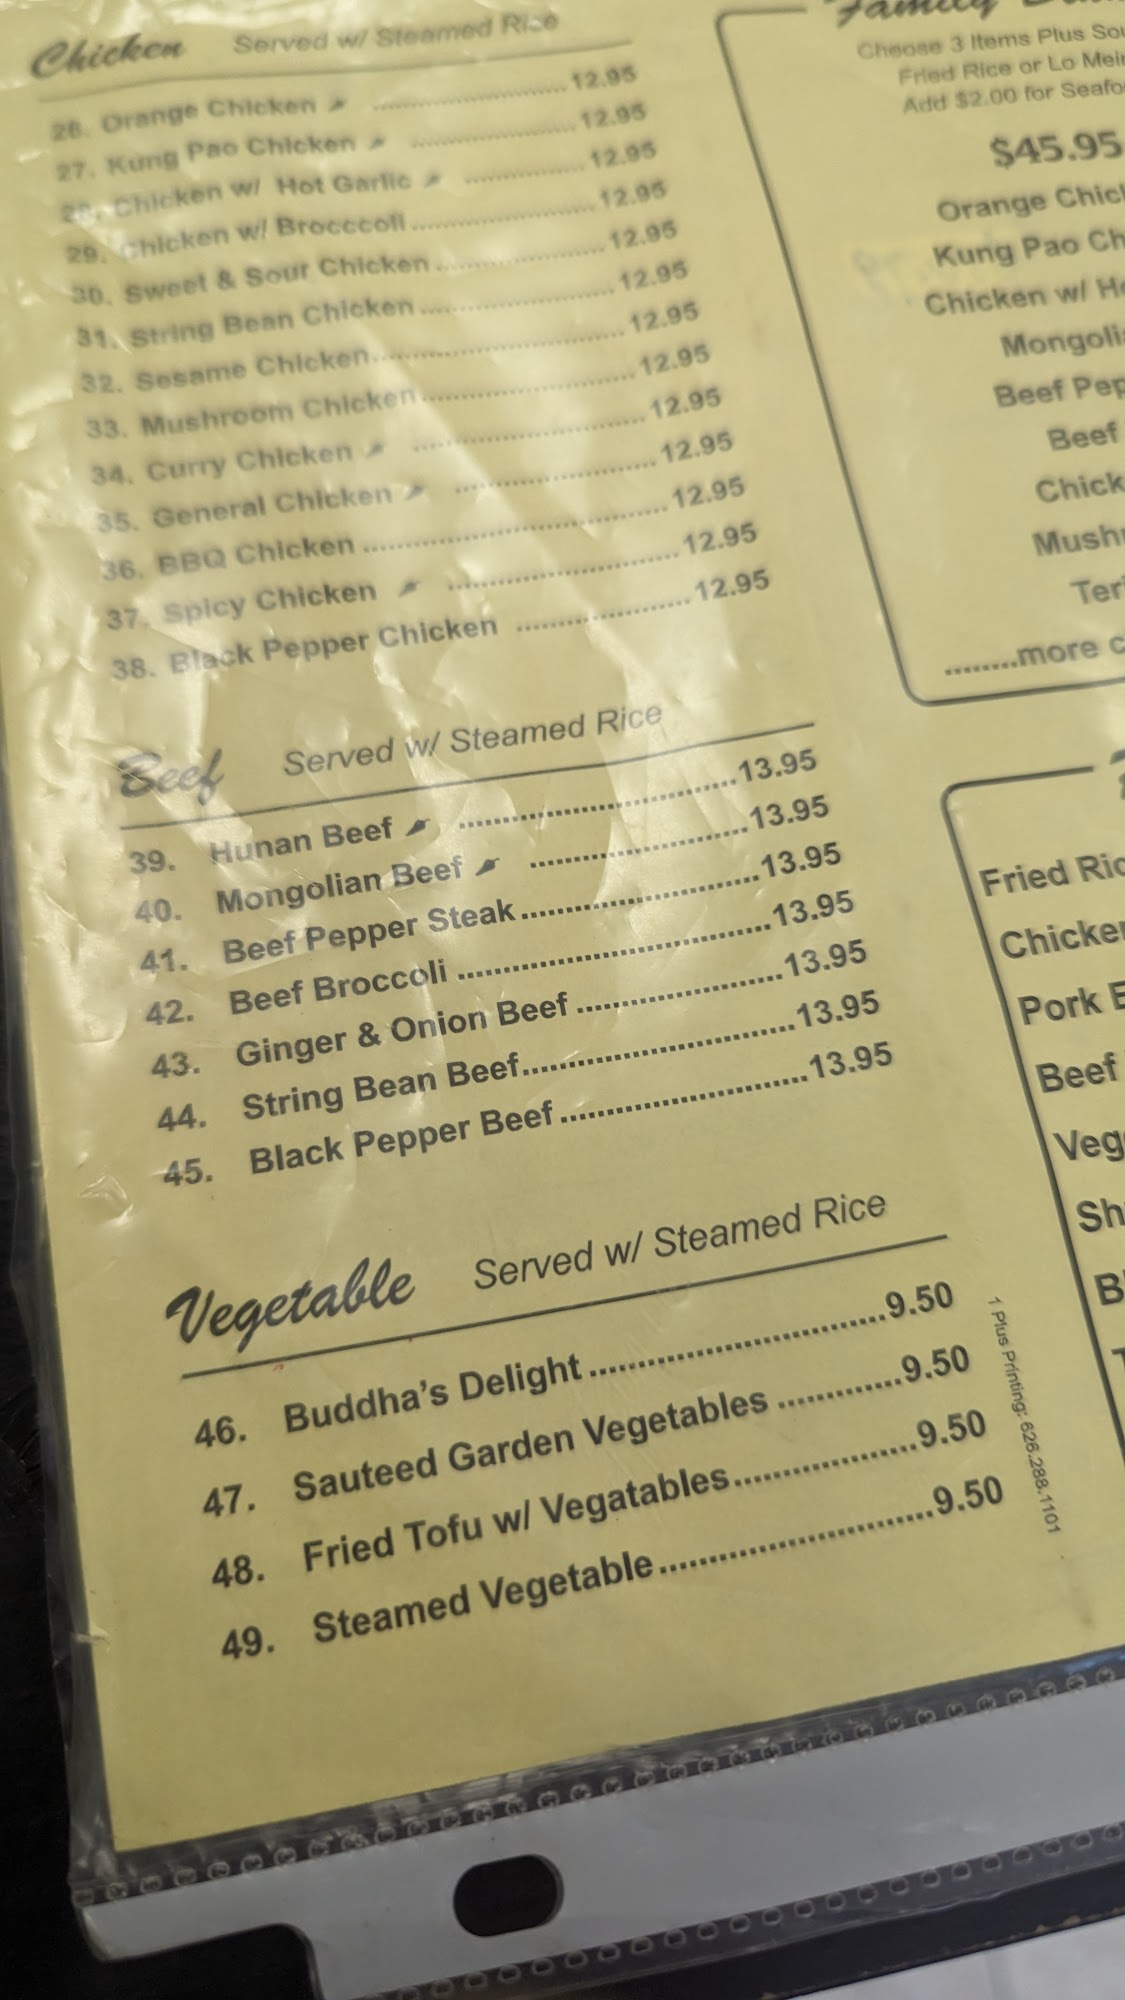 Chicken Served w/ Steamed Rice
26. Orange Chicken ..........12.95
27. Kung Pao Chicken ..........12.95
28. Chicken w/ Hot Garlic ..........12.95
29. Chicken w/ Brocccoli..........12.95
30. Sweet & Sour Chicken..........12.95
31. String Bean Chicken..........12.95
32. Sesame Chicken..........12.95
33. Mushroom Chicken..........12.95
34. Curry Chicken ..........12.95
35. General Chicken ..........12.95
36. BBQ Chicken..........12.95
37. Spicy Chicken ..........12.95
38. Black Pepper Chicken ..........12.95
Beef Served w/ Steamed Rice
39. Hunan Beef ..........13.95
40. Mongolian Beef ..........13.95
41. Beef Pepper Steak..........13.95
42. Beef Broccoli..........13.95
43. Ginger & Onion Beef..........13.95
44. String Bean Beef..........13.95
45. Black Pepper Beef..........13.95
Vegetable Served w/ Steamed Rice
46. Buddha's Delight..........9.50
47. Sauteed Garden Vegetables..........9.50
48. Fried Tofu w/ Vegatables..........9.50
49. Steamed Vegetable..........9.50
1 Plus Printing: 626.288.1101
Family
Choose 3 Items Plus
Fried Rice or Lo
Add $2.00 for
$45.95
Orange
Kung Pao
Chicken w/
Beef
Beef
........more
Fried
Pork
Beef